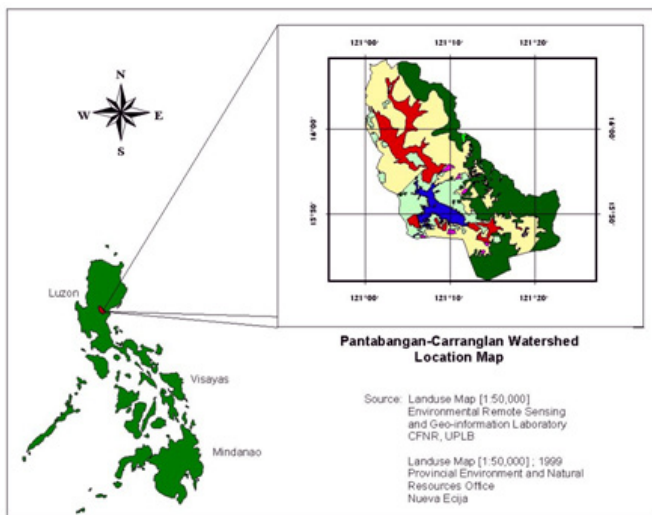 121°00' 121°10' 121°20'
N
W E
S
16°00' 16°00'
15°50' 15°50'
121°00' 121°10' 121°20'
Luzon
Visayas
Mindanao
Pantabangan-Carranglan Watershed
Location Map
Source: Landuse Map [1:50,000]
Environmental Remote Sensing
and Geo-information Laboratory
CFNR, UPLB
Landuse Map [1:50,000] ; 1999
Provincial Environment and Natural
Resources Office
Nueva Ecija